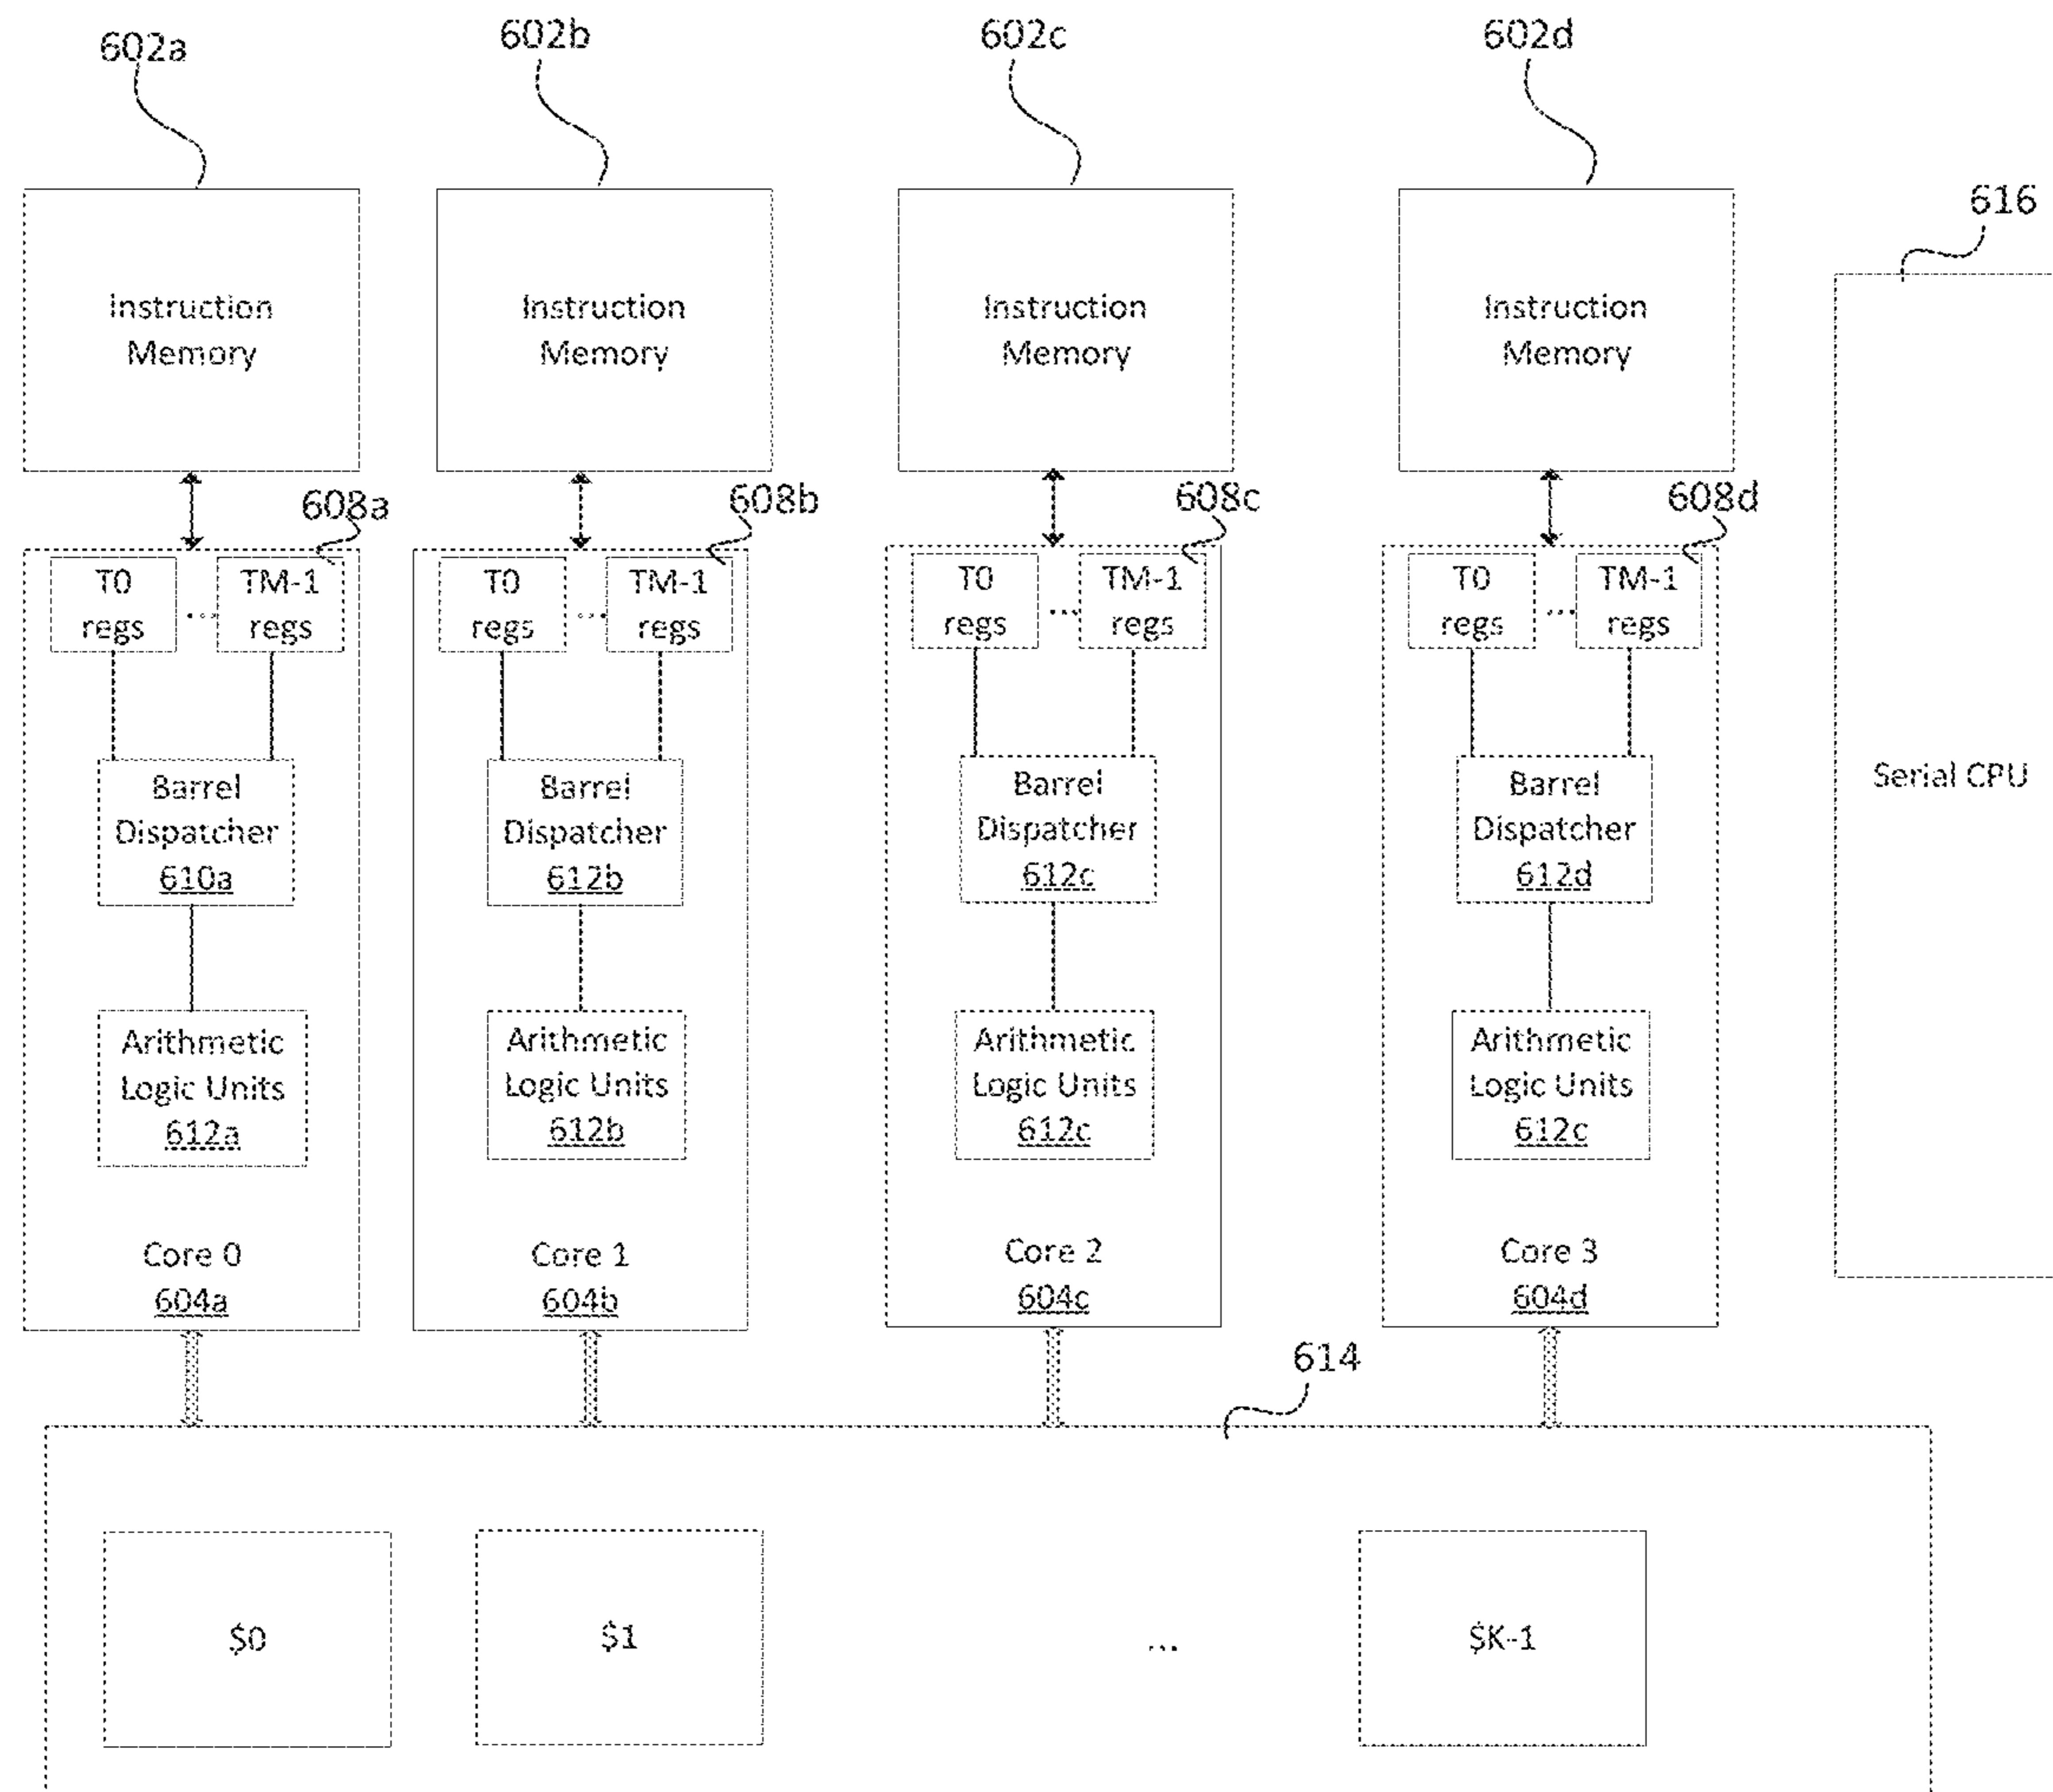 602a
602b
602c
602d
616
Instruction
Memory
Instruction
Memory
Instruction
Memory
Instruction
Memory
608a
608b
608c
608d
T0
regs
...
TM-1
regs
T0
regs
...
TM-1
regs
T0
regs
...
TM-1
regs
T0
regs
...
TM-1
regs
Barrel
Dispatcher
610a
Barrel
Dispatcher
612b
Barrel
Dispatcher
612c
Barrel
Dispatcher
612d
Serial CPU
Arithmetic
Logic Units
612a
Arithmetic
Logic Units
612b
Arithmetic
Logic Units
612c
Arithmetic
Logic Units
612c
Core 0
604a
Core 1
604b
Core 2
604c
Core 3
604d
614
$0
$1
...
$K-1